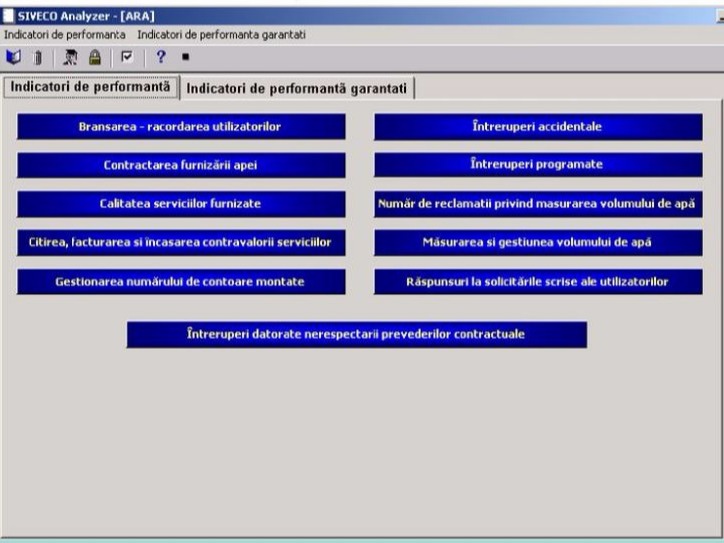 SIVECO Analyzer - [ARA]
Indicatori de performanta Indicatori de performanta garantati
?
Indicatori de performantă Indicatori de performantă garantati
Bransarea - racordarea utilizatorilor
Întreruperi accidentale
Contractarea furnizării apei
Întreruperi programate
Calitatea serviciilor furnizate
Număr de reclamatii privind masurarea volumului de apă
Citirea, facturarea si încasarea contravalorii serviciilor
Măsurarea si gestiunea volumului de apă
Gestionarea numărului de contoare montate
Răspunsuri la solicitările scrise ale utilizatorilor
Întreruperi datorate nerespectarii prevederilor contractuale